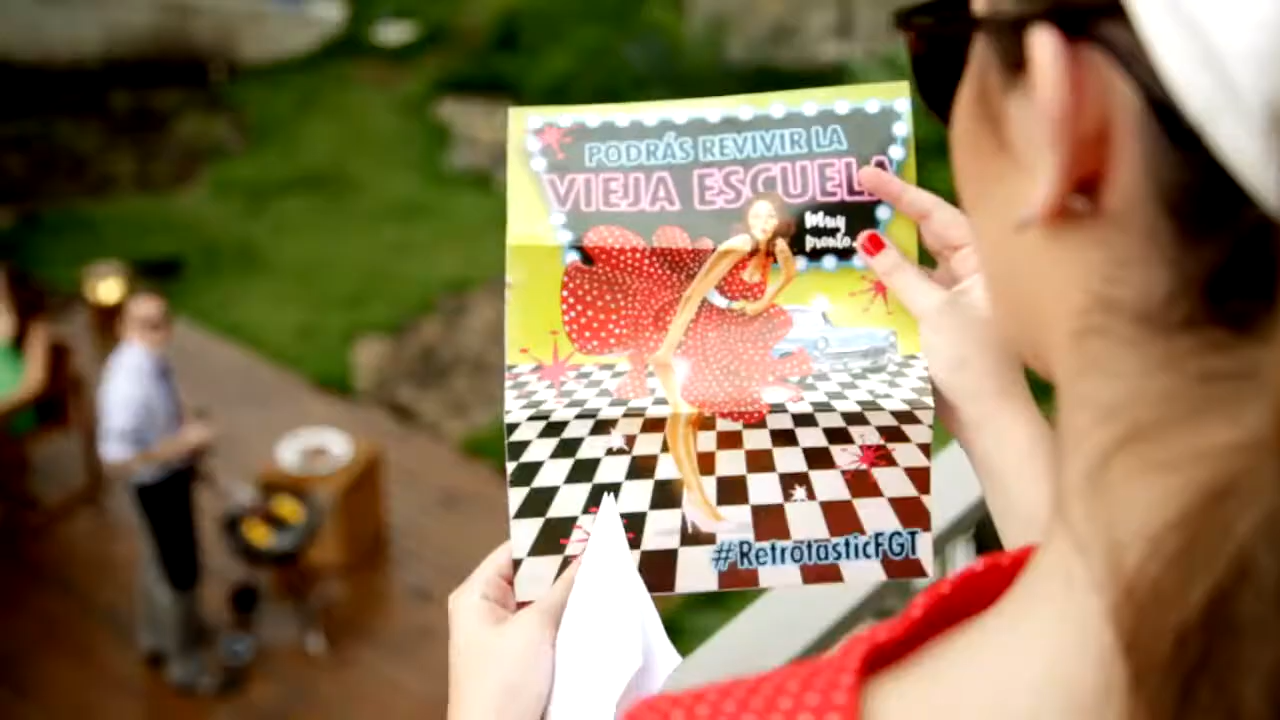 PODRÁS REVIVIR LA
VIEJA ESCUELA
Muy
pronto.
#RetrotasticFGT